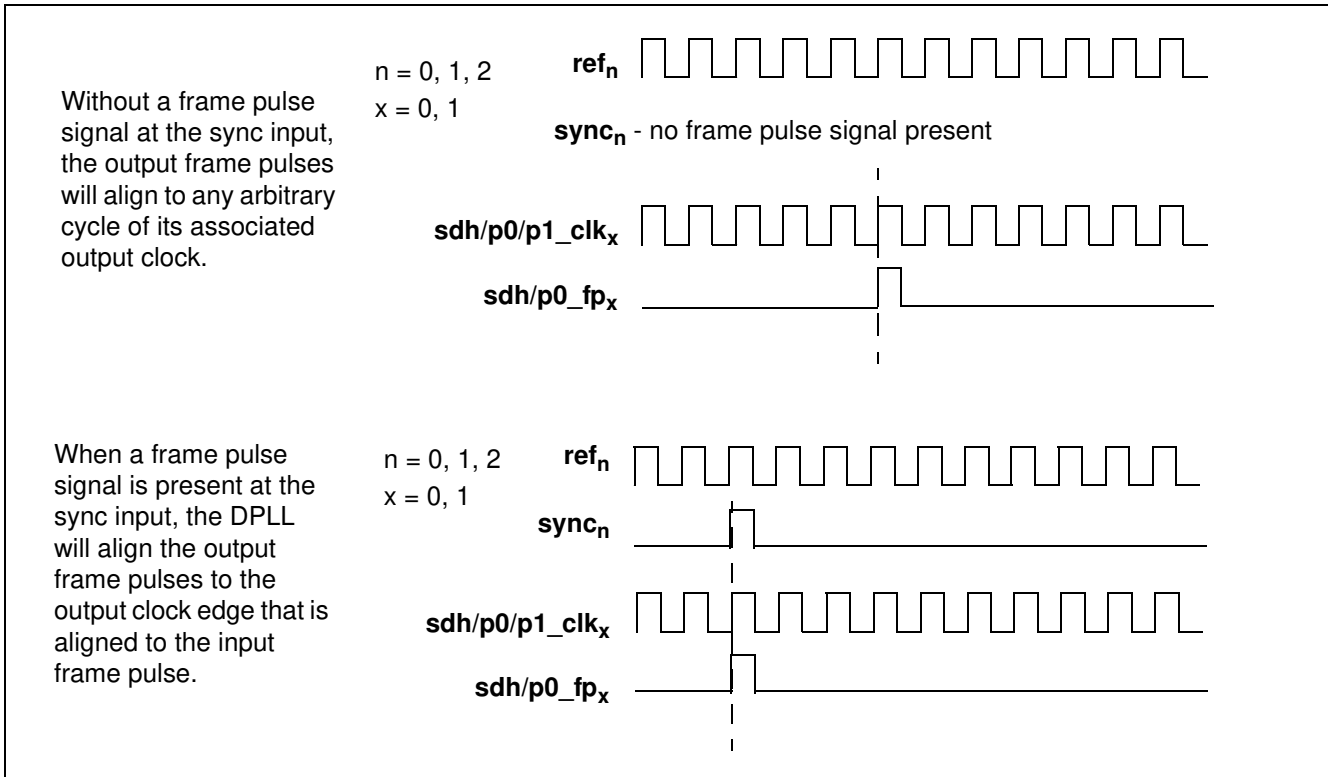 Without a frame pulse
signal at the sync input,
the output frame pulses
will align to any arbitrary
cycle of its associated
output clock.
n = 0, 1, 2
x = 0, 1
refn
syncn - no frame pulse signal present
sdh/p0/p1_clkx
sdh/p0_fpx
When a frame pulse
signal is present at the
sync input, the DPLL
will align the output
frame pulses to the
output clock edge that is
aligned to the input
frame pulse.
n = 0, 1, 2
x = 0, 1
refn
syncn
sdh/p0/p1_clkx
sdh/p0_fpx